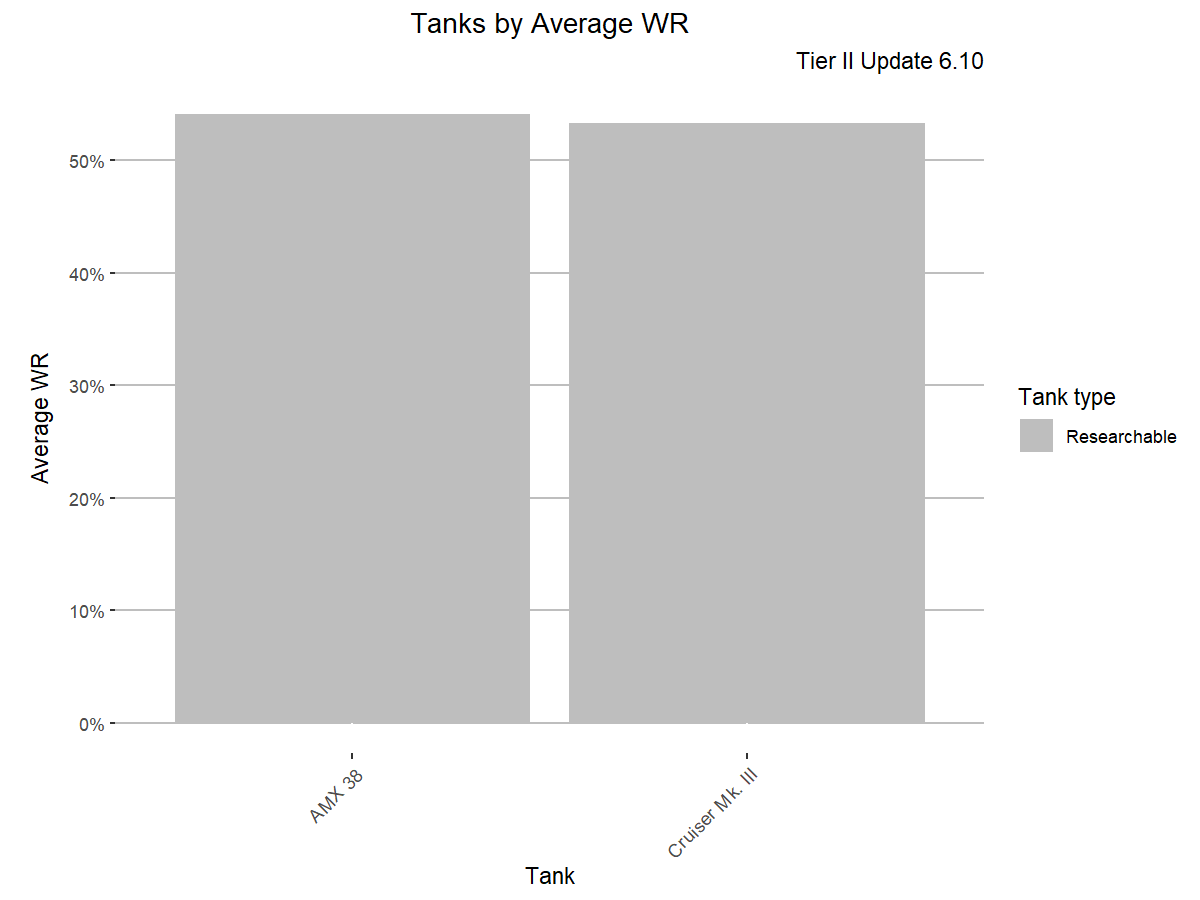 Tanks by Average WR
Tier II Update 6.10
Average WR
50%
40%
30%
20%
10%
0%
AMX 38
Cruiser Mk. III
Tank
Tank type
Researchable